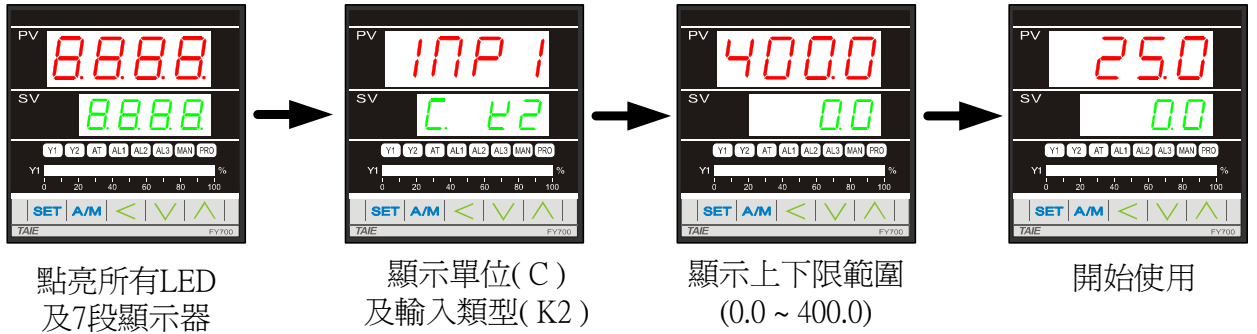 PV
8.8.8.8.
SV
8.8.8.8.
Y1 Y2 AT AL1 AL2 AL3 MAN PRO
Y1 %
0 20 40 60 80 100
SET A/M < ∨ ∧
TAIE FY700
點亮所有LED
及7段顯示器
PV
INP1
SV
C. K2
Y1 Y2 AT AL1 AL2 AL3 MAN PRO
Y1 %
0 20 40 60 80 100
SET A/M < ∨ ∧
TAIE FY700
顯示單位( C )
及輸入類型( K2 )
PV
400.0
SV
0.0
Y1 Y2 AT AL1 AL2 AL3 MAN PRO
Y1 %
0 20 40 60 80 100
SET A/M < ∨ ∧
TAIE FY700
顯示上下限範圍
(0.0 ~ 400.0)
PV
25.0
SV
0.0
Y1 Y2 AT AL1 AL2 AL3 MAN PRO
Y1 %
0 20 40 60 80 100
SET A/M < ∨ ∧
TAIE FY700
開始使用